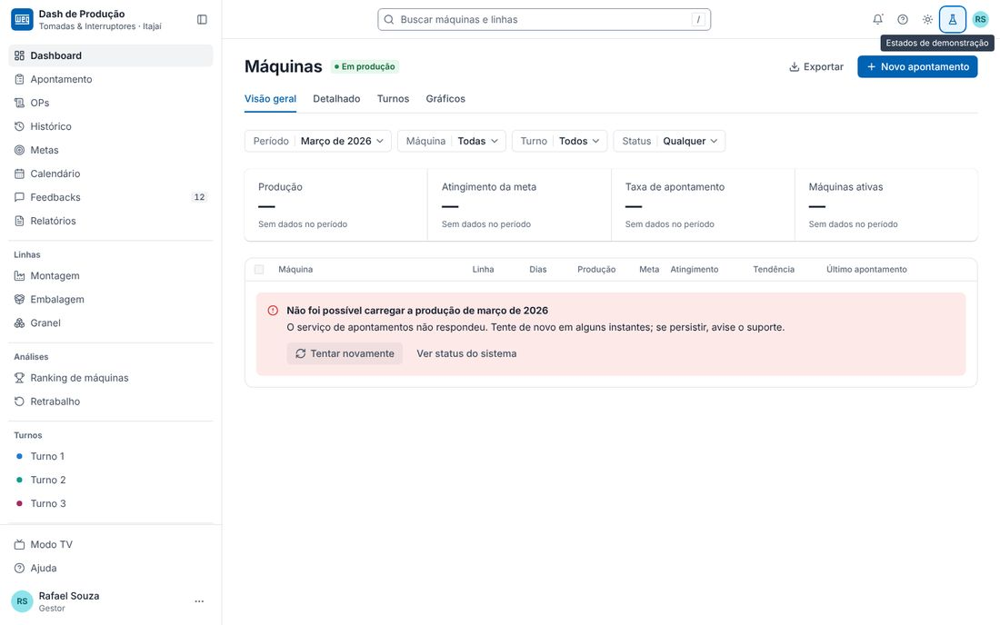 weg
Dash de Produção
Tomadas & Interruptores · Itajaí
Dashboard
Apontamento
OPs
Histórico
Metas
Calendário
Feedbacks 12
Relatórios
Linhas
Montagem
Embalagem
Granel
Análises
Ranking de máquinas
Retrabalho
Turnos
Turno 1
Turno 2
Turno 3
Modo TV
Ajuda
RS
Rafael Souza
Gestor
Buscar máquinas e linhas /
RS
Estados de demonstração
Máquinas
Em produção
Exportar
Novo apontamento
Visão geral Detalhado Turnos Gráficos
Período Março de 2026 Máquina Todas Turno Todos Status Qualquer
Produção Atingimento da meta Taxa de apontamento Máquinas ativas
— — — —
Sem dados no período Sem dados no período Sem dados no período Sem dados no período
Máquina Linha Dias Produção Meta Atingimento Tendência Último apontamento
Não foi possível carregar a produção de março de 2026
O serviço de apontamentos não respondeu. Tente de novo em alguns instantes; se persistir, avise o suporte.
Tentar novamente Ver status do sistema